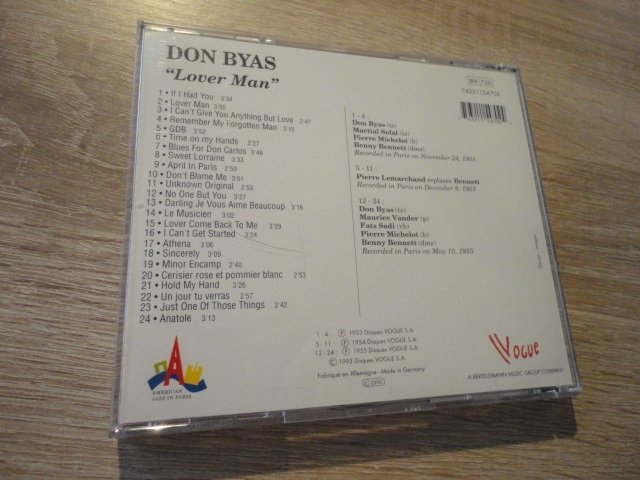 DON BYAS
"Lover Man"
1 • If I Had You 3:34
2 • Lover Man 3:55
3 • I Can't Give You Anything But Love 2:47
4 • Remember My Forgotten Man 3:15
5 • GDB 3:52
6 • Time on my Hands 2:27
7 • Blues For Don Carlos 3:48
8 • Sweet Lorraine 3:33
9 • April In Paris 2:50
10 • Don't Blame Me 3:01
11 • Unknown Original 2:53
12 • No One But You 3:27
13 • Darling Je Vous Aime Beaucoup 3:16
14 • Le Musicien 3:02
15 • Lover Come Back To Me 3:29
16 • I Can't Get Started 3:24
17 • Athena 3:06
18 • Sincerely 3:09
19 • Minor Encamp 3:40
20 • Cerisier rose et pommier blanc 2:53
21 • Hold My Hand 3:26
22 • Un jour tu verras 2:57
23 • Just One Of Those Things 2:42
24 • Anatole 3:13
BM 720
74321154702
1 - 4 :
Don Byas (ts)
Martial Solal (ts)
Pierre Michelot (b)
Benny Bennett (dms)
Recorded in Paris on November 24, 1953
5 - 11 :
Pierre Lemarchand replaces Bennett
Recorded in Paris on December 8, 1953
12 - 24 :
Don Byas (ts)
Maurice Vander (p)
Fats Sadi (vb)
Pierre Michelot (b)
Benny Bennett (dms)
Recorded in Paris on May 10, 1955
1 - 4 : ℗ 1953 Disques VOGUE S.A.
5 - 11 : ℗ 1954 Disques VOGUE S.A.
12 - 24 : ℗ 1955 Disques VOGUE S.A.
© 1993 Disques VOGUE S.A.
Fabriqué en Allemagne - Made in Germany
AMERICAN
JAZZ IN PARIS
VOGUE
A BERTELSMANN MUSIC GROUP COMPANY